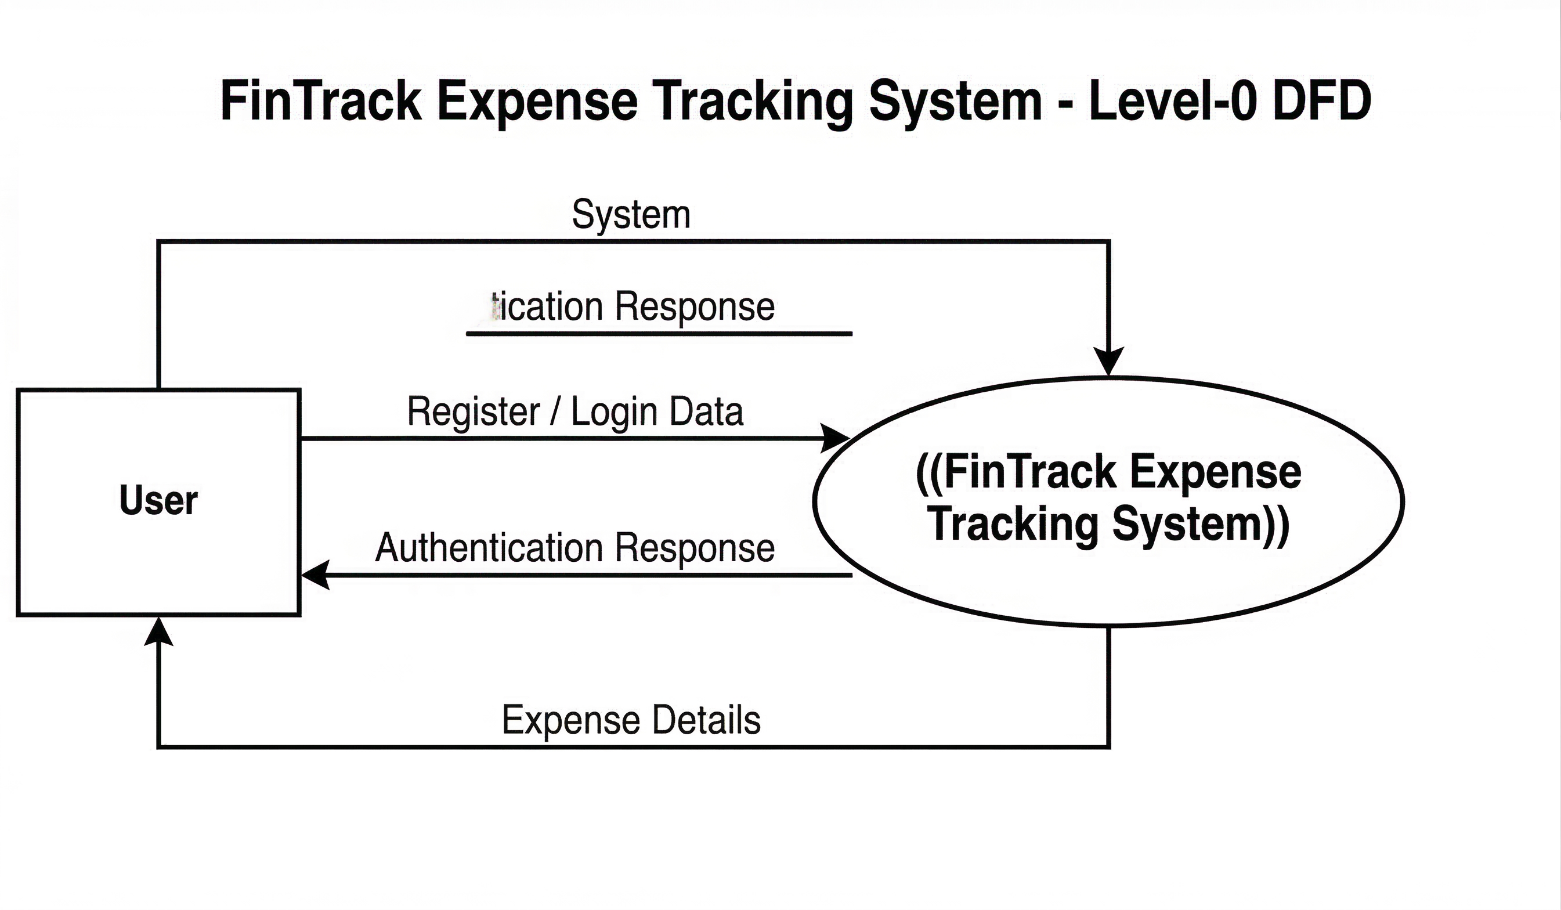 FinTrack Expense Tracking System - Level-0 DFD
System
tication Response
Register / Login Data
User
((FinTrack Expense
Tracking System))
Authentication Response
Expense Details